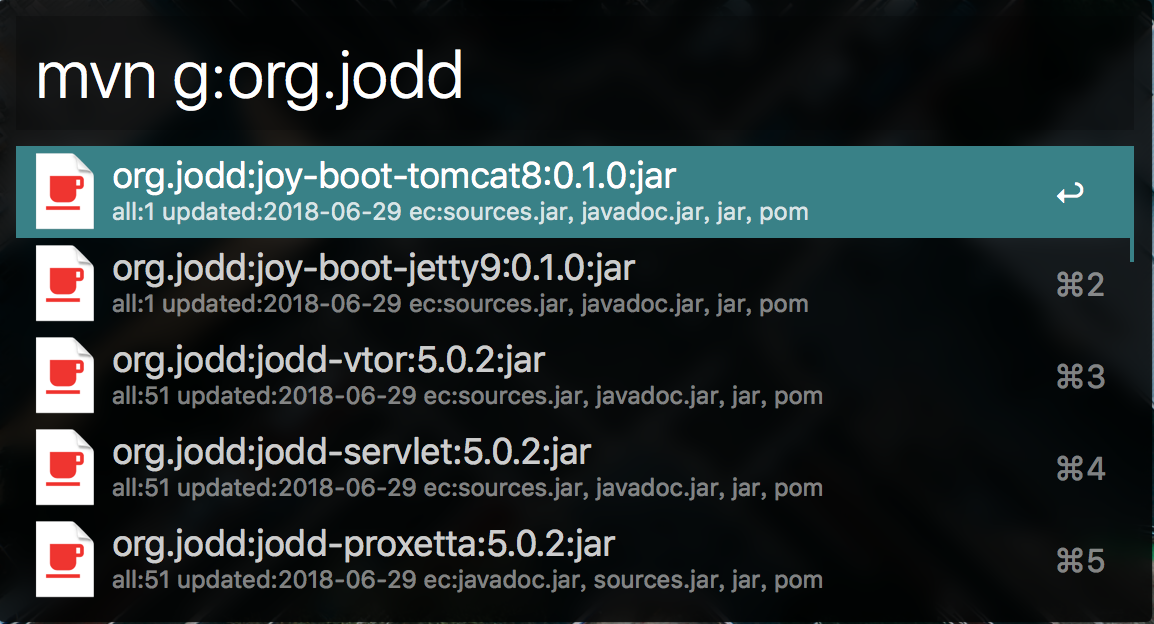 mvn g:org.jodd
org.jodd:joy-boot-tomcat8:0.1.0:jar
all:1 updated:2018-06-29 ec:sources.jar, javadoc.jar, jar, pom
org.jodd:joy-boot-jetty9:0.1.0:jar
all:1 updated:2018-06-29 ec:sources.jar, javadoc.jar, jar, pom
⌘2
org.jodd:jodd-vtor:5.0.2:jar
all:51 updated:2018-06-29 ec:sources.jar, javadoc.jar, jar, pom
⌘3
org.jodd:jodd-servlet:5.0.2:jar
all:51 updated:2018-06-29 ec:sources.jar, javadoc.jar, jar, pom
⌘4
org.jodd:jodd-proxetta:5.0.2:jar
all:51 updated:2018-06-29 ec:javadoc.jar, sources.jar, jar, pom
⌘5